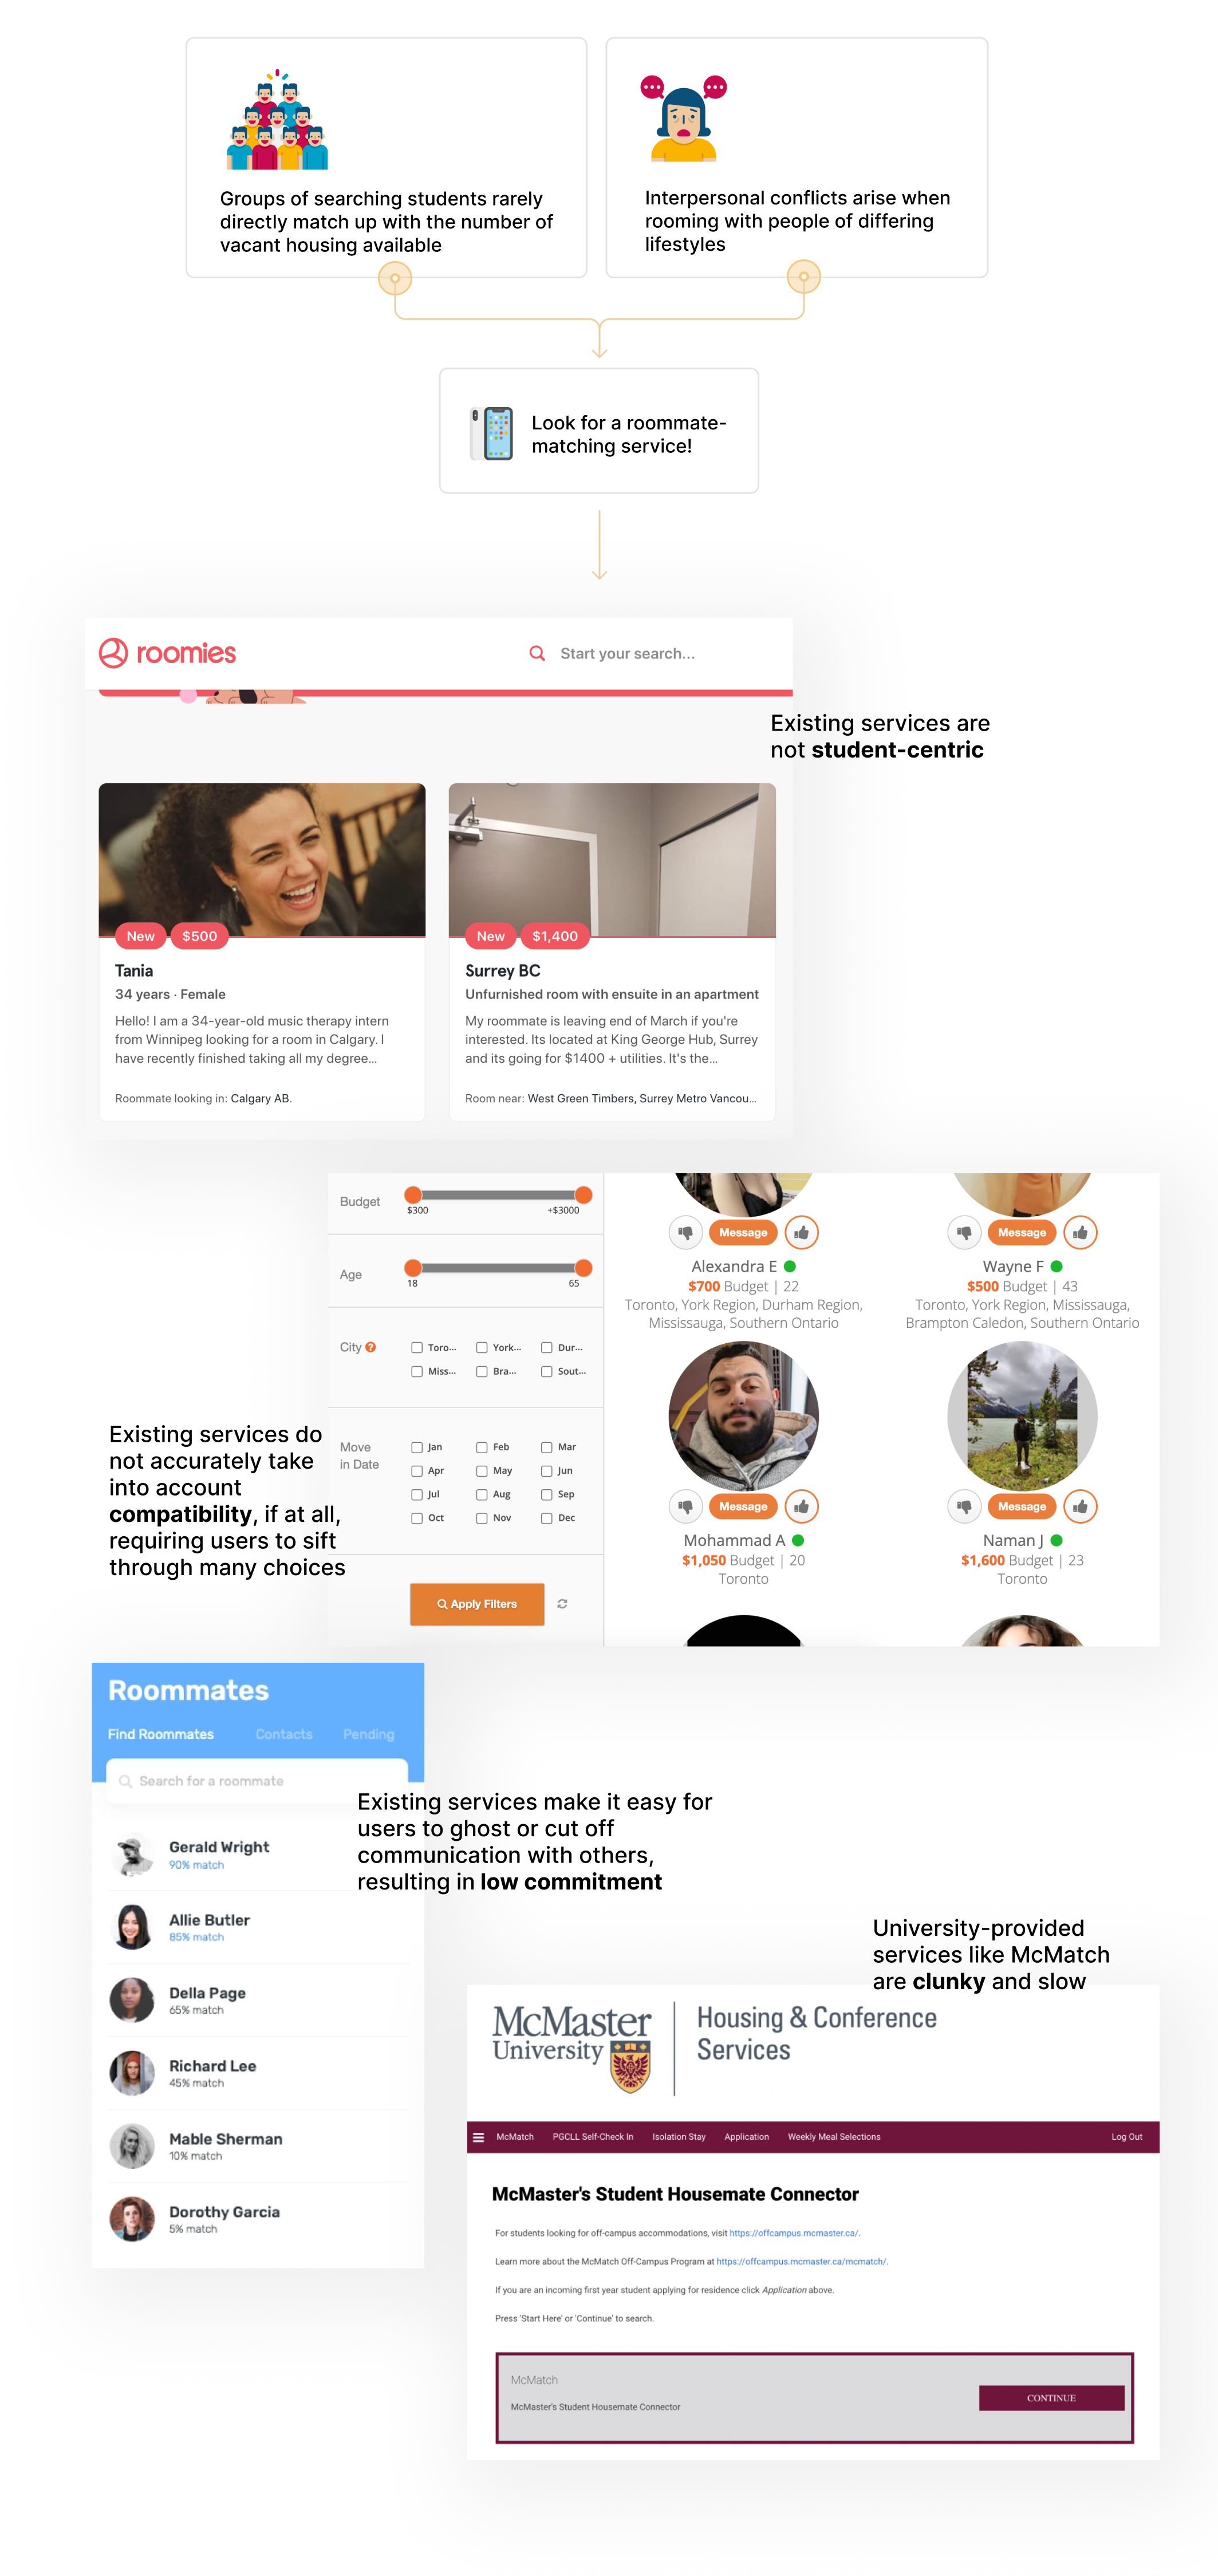 Groups of searching students rarely
directly match up with the number of
vacant housing available
Interpersonal conflicts arise when
rooming with people of differing
lifestyles
Look for a roommate-
matching service!
roomies
Start your search...
Existing services are
not student-centric
New
$500
Tania
34 years · Female
Hello! I am a 34-year-old music therapy intern
from Winnipeg looking for a room in Calgary. I
have recently finished taking all my degree...
Roommate looking in: Calgary AB.
New
$1,400
Surrey BC
Unfurnished room with ensuite in an apartment
My roommate is leaving end of March if you're
interested. Its located at King George Hub, Surrey
and its going for $1400 + utilities. It's the...
Room near: West Green Timbers, Surrey Metro Vancou...
Budget
$300
+$3000
Age
18
65
City ?
Toro...
York...
Dur...
Miss...
Bra...
Sout...
Move
in Date
Jan
Feb
Mar
Apr
May
Jun
Jul
Aug
Sep
Oct
Nov
Dec
Apply Filters
Message
Alexandra E
$700 Budget | 22
Toronto, York Region, Durham Region,
Mississauga, Southern Ontario
Message
Wayne F
$500 Budget | 43
Toronto, York Region, Mississauga,
Brampton Caledon, Southern Ontario
Message
Mohammad A
$1,050 Budget | 20
Toronto
Message
Naman J
$1,600 Budget | 23
Toronto
Existing services do
not accurately take
into account
compatibility, if at all,
requiring users to sift
through many choices
Roommates
Find Roommates
Contacts
Pending
Search for a roommate
Gerald Wright
90% match
Allie Butler
85% match
Della Page
65% match
Richard Lee
45% match
Mable Sherman
10% match
Dorothy Garcia
5% match
Existing services make it easy for
users to ghost or cut off
communication with others,
resulting in low commitment
University-provided
services like McMatch
are clunky and slow
McMaster
University
Housing & Conference
Services
McMatch
PGCLL Self-Check In
Isolation Stay
Application
Weekly Meal Selections
Log Out
McMaster's Student Housemate Connector
For students looking for off-campus accommodations, visit https://offcampus.mcmaster.ca/.
Learn more about the McMatch Off-Campus Program at https://offcampus.mcmaster.ca/mcmatch/.
If you are an incoming first year student applying for residence click Application above.
Press 'Start Here' or 'Continue' to search.
McMatch
McMaster's Student Housemate Connector
CONTINUE